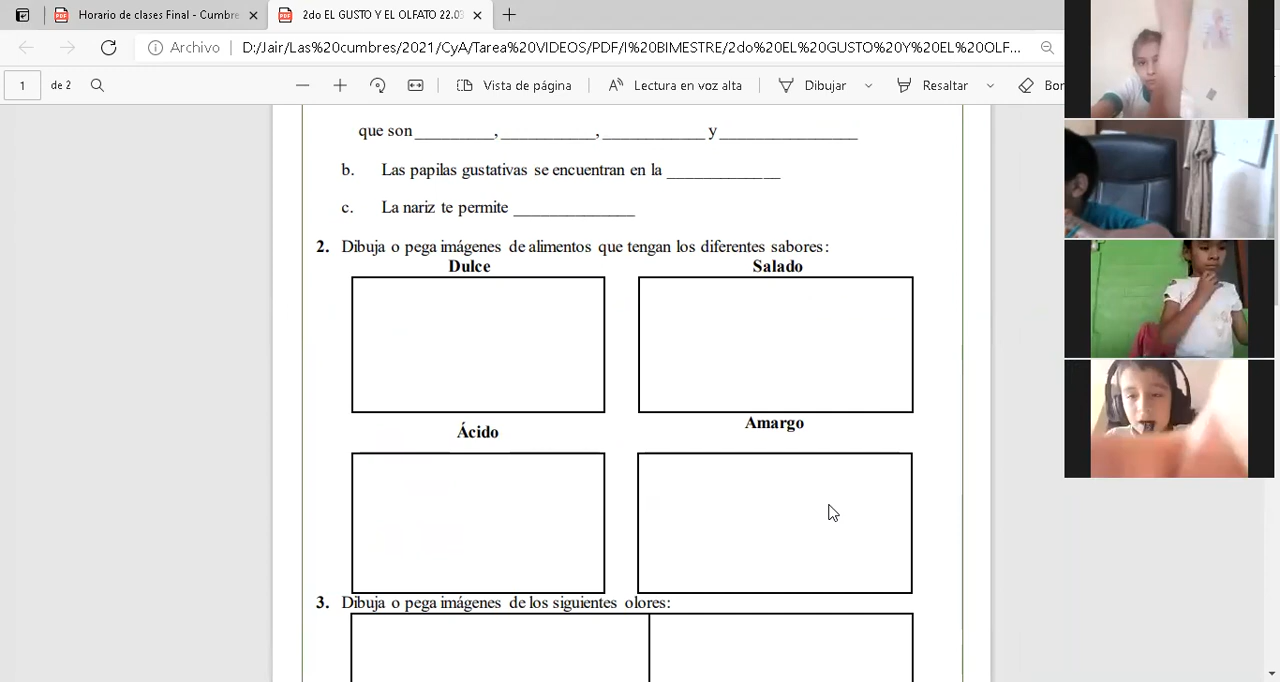 Horario de clases Final - Cumbre
2do EL GUSTO Y EL OLFATO 22.03
Archivo D:/Jair/Las%20cumbres/2021/CyA/Tarea%20VIDEOS/PDF/I%20BIMESTRE/2do%20EL%20GUSTO%20Y%20EL%20OLF...
1 de 2 Vista de página Lectura en voz alta Dibujar Resaltar Bor
que son _________, ___________, ____________ y ________________
b. Las papilas gustativas se encuentran en la _____________
c. La nariz te permite ______________
2. Dibuja o pega imágenes de alimentos que tengan los diferentes sabores:
Dulce Salado
Ácido Amargo
3. Dibuja o pega imágenes de los siguientes olores: